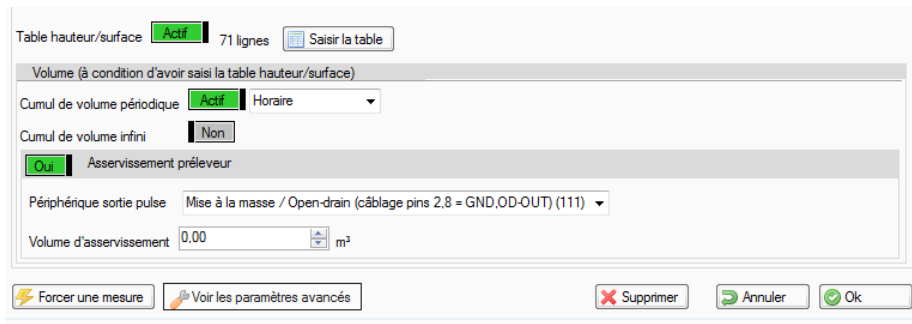 Table hauteur/surface Actif 71 lignes Saisir la table
Volume (à condition d'avoir saisi la table hauteur/surface)
Cumul de volume périodique Actif Horaire
Cumul de volume infini Non
Oui Asservissement préleveur
Périphérique sortie pulse Mise à la masse / Open-drain (câblage pins 2,8 = GND,OD-OUT) (111)
Volume d'asservissement 0,00 m³
Forcer une mesure Voir les paramètres avancés Supprimer Annuler Ok